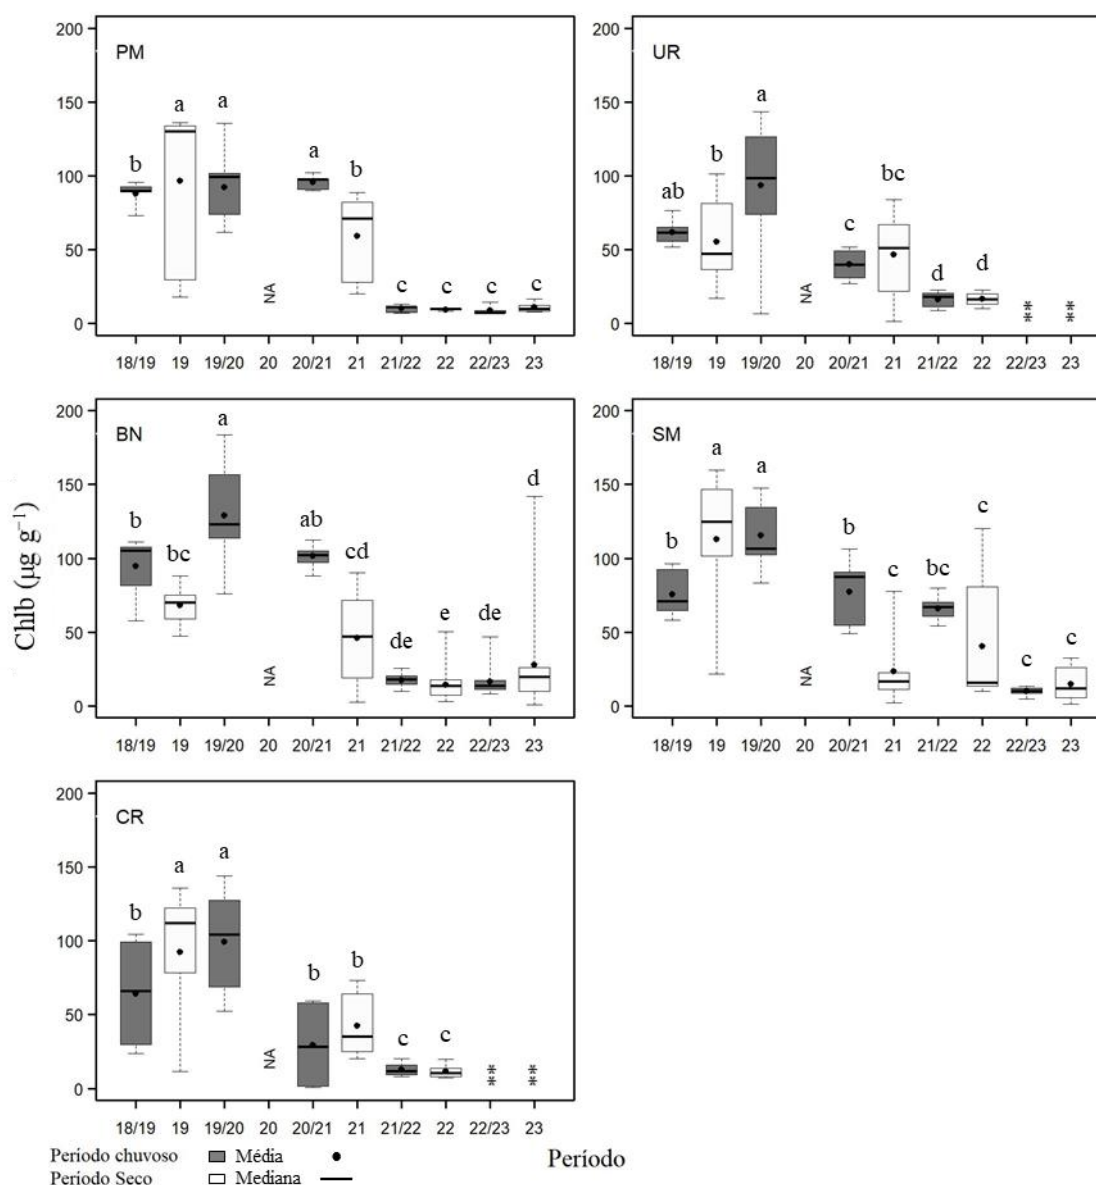 PM
200
150
100
50
0
b a a NA a b c c c c
18/19 19 19/20 20 20/21 21 21/22 22 22/23 23
UR
200
150
100
50
0
ab b a NA c bc d d ** **
18/19 19 19/20 20 20/21 21 21/22 22 22/23 23
Chlb (µg g⁻¹)
BN
200
150
100
50
0
b bc a NA ab cd de e de d
18/19 19 19/20 20 20/21 21 21/22 22 22/23 23
SM
200
150
100
50
0
b a a NA b c bc c c c
18/19 19 19/20 20 20/21 21 21/22 22 22/23 23
CR
200
150
100
50
0
b a a NA b b c c ** **
18/19 19 19/20 20 20/21 21 21/22 22 22/23 23
Período chuvoso Média
Período Seco Mediana
Período